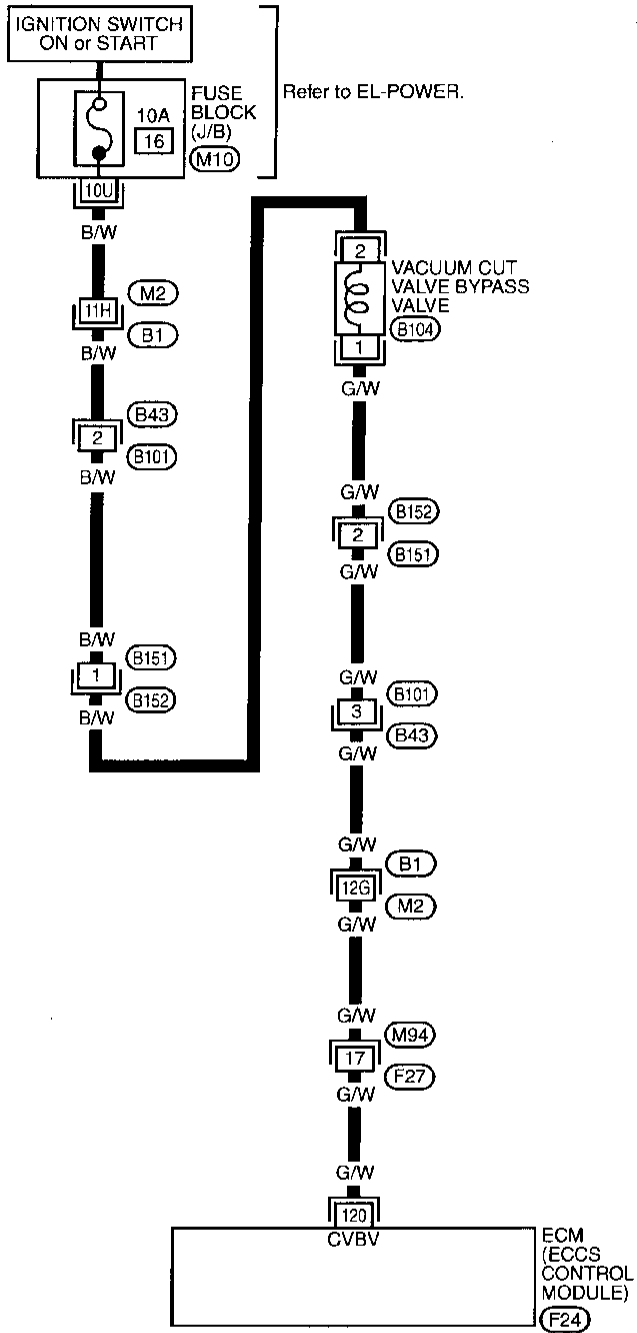 IGNITION SWITCH
ON or START
Refer to EL-POWER.
FUSE
BLOCK
(J/B)
M10
10A
16
10U
B/W
11H
M2
B1
B/W
B43
2
B101
B/W
B/W
B151
1
B152
B/W
2
VACUUM CUT
VALVE BYPASS
VALVE
B104
1
G/W
G/W
B152
2
B151
G/W
G/W
B101
3
B43
G/W
G/W
B1
12G
M2
G/W
G/W
M94
17
F27
G/W
G/W
120
CVBV
ECM
(ECCS
CONTROL
MODULE)
F24